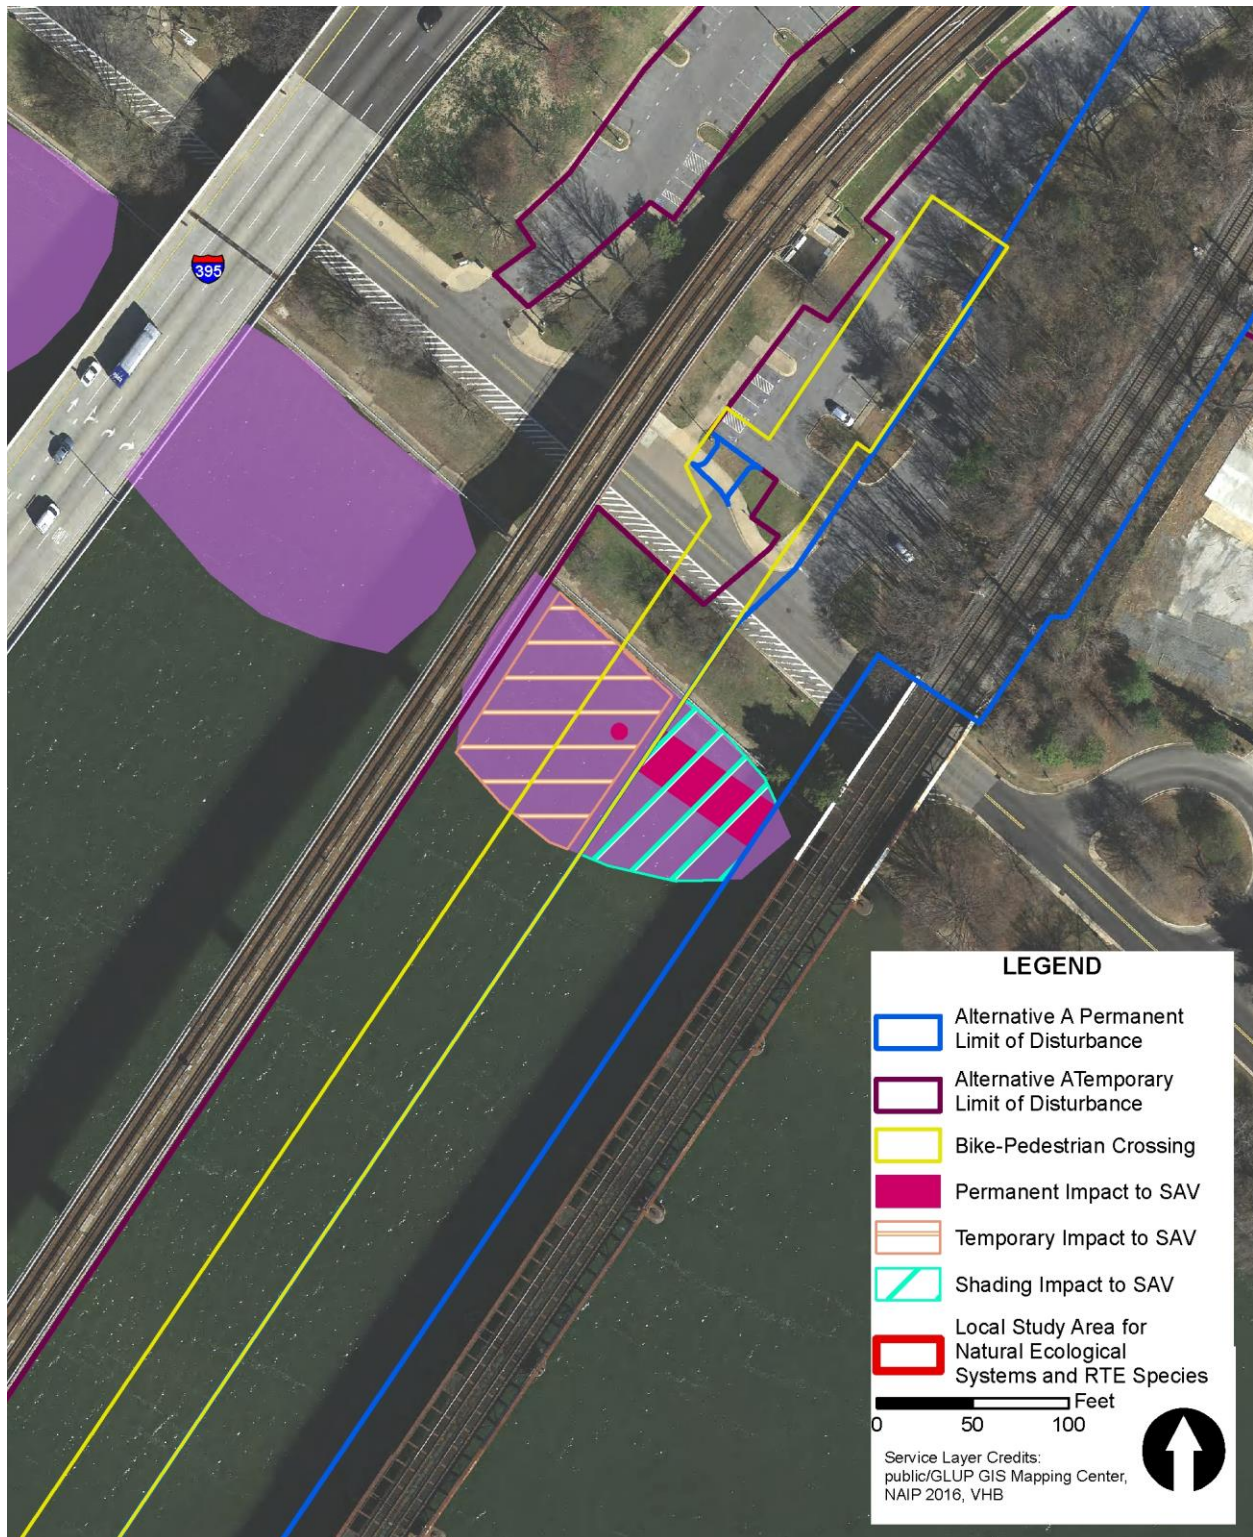 395
LEGEND
Alternative A Permanent
Limit of Disturbance
Alternative ATemporary
Limit of Disturbance
Bike-Pedestrian Crossing
Permanent Impact to SAV
Temporary Impact to SAV
Shading Impact to SAV
Local Study Area for
Natural Ecological
Systems and RTE Species
Feet
0 50 100
Service Layer Credits:
public/GLUP GIS Mapping Center,
NAIP 2016, VHB